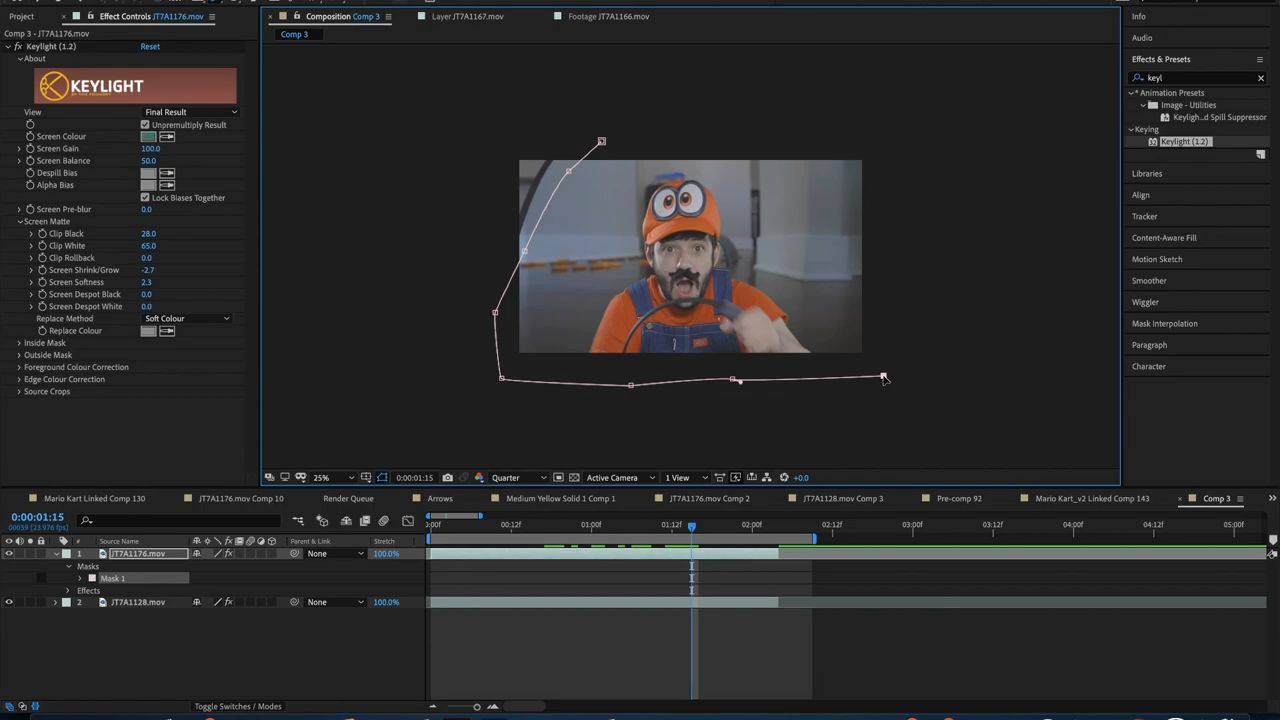 Project
Effect Controls JT7A1176.mov
Comp 3 - JT7A1176.mov
Keylight (1.2)
Reset
About
KEYLIGHT
BY THE FOUNDRY
View
Final Result
Unpremultiply Result
Screen Colour
Screen Gain
100.0
Screen Balance
50.0
Despill Bias
Alpha Bias
Lock Biases Together
Screen Pre-blur
0.0
Screen Matte
Clip Black
28.0
Clip White
65.0
Clip Rollback
0.0
Screen Shrink/Grow
-2.7
Screen Softness
2.3
Screen Despot Black
0.0
Screen Despot White
0.0
Replace Method
Soft Colour
Replace Colour
Inside Mask
Outside Mask
Foreground Colour Correction
Edge Colour Correction
Source Crops
Composition Comp 3
Layer JT7A1167.mov
Footage JT7A1166.mov
Comp 3
25%
0:00:01:15
Quarter
Active Camera
1 View
+0.0
Info
Audio
Effects & Presets
keyl
* Animation Presets
Image - Utilities
Keyligh...d Spill Suppressor
Keying
Keylight (1.2)
Libraries
Align
Tracker
Content-Aware Fill
Motion Sketch
Smoother
Wiggler
Mask Interpolation
Paragraph
Character
Mario Kart Linked Comp 130
JT7A1176.mov Comp 10
Render Queue
Arrows
Medium Yellow Solid 1 Comp 1
JT7A1176.mov Comp 2
JT7A1128.mov Comp 3
Pre-comp 92
Mario Kart_v2 Linked Comp 143
Comp 3
0:00:01:15
00039 (23.976 fps)
:00f
00:12f
01:00f
01:12f
02:00f
02:12f
03:00f
03:12f
04:00f
04:12f
05:00f
#
Source Name
Parent & Link
Stretch
1
JT7A1176.mov
None
100.0%
Masks
Mask 1
Effects
2
JT7A1128.mov
None
100.0%
Toggle Switches / Modes